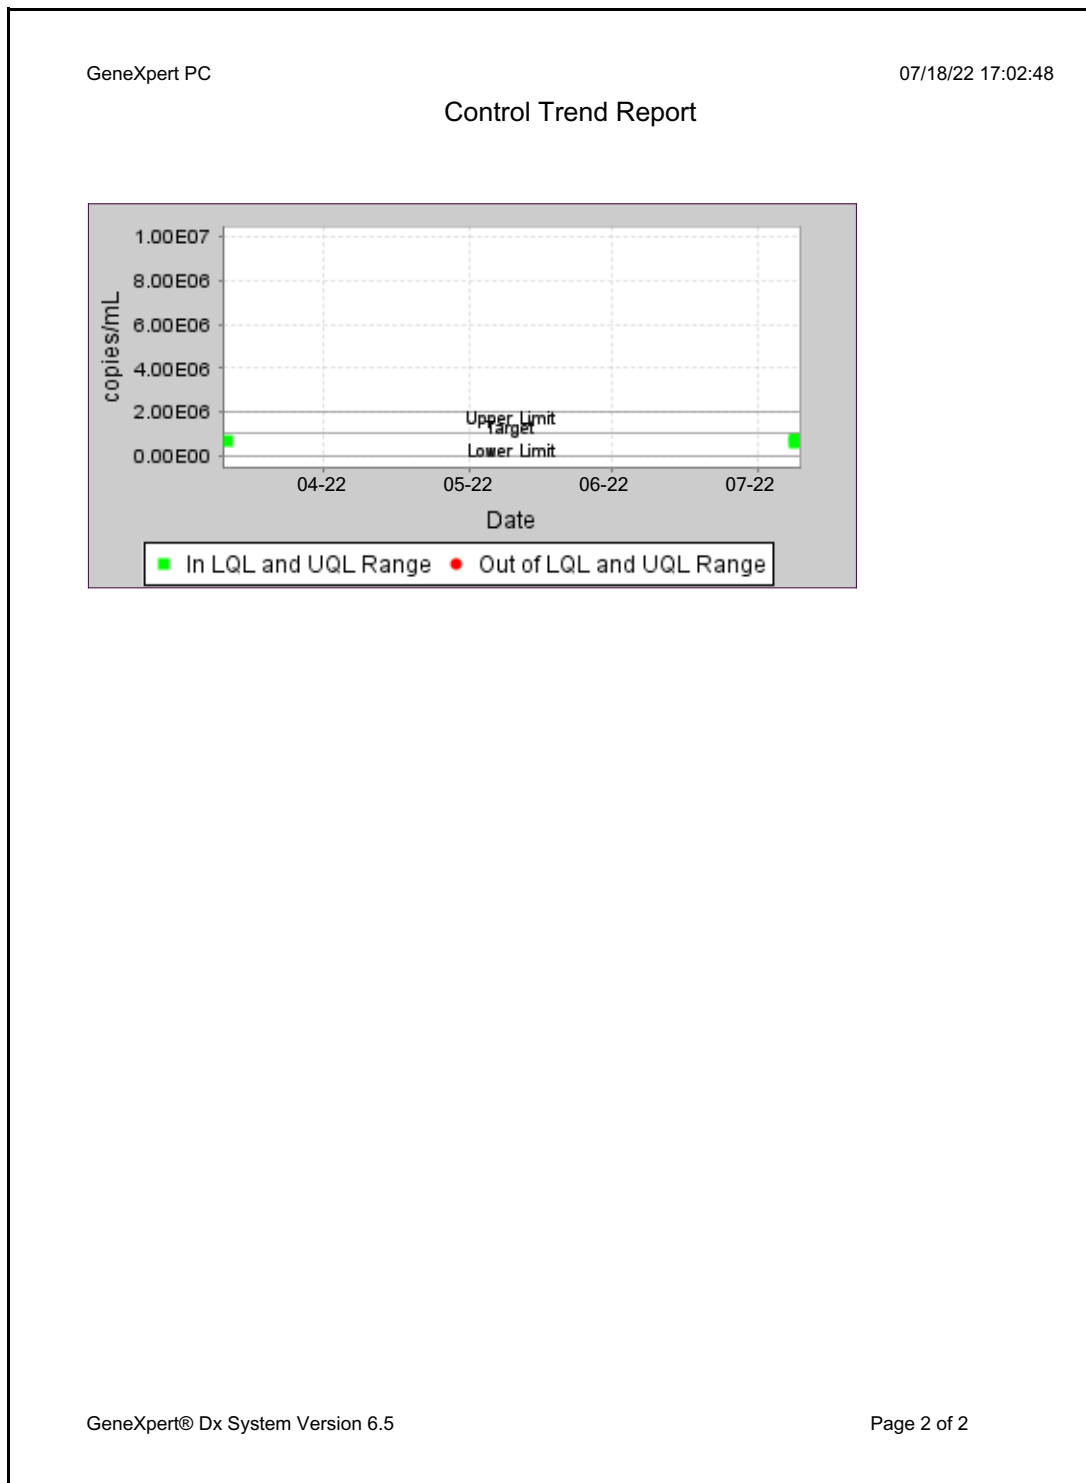 GeneXpert PC 07/18/22 17:02:48
Control Trend Report
1.00E07
8.00E06
6.00E06
4.00E06
2.00E06
0.00E00
copies/mL
Upper Limit
Target
Lower Limit
04-22 05-22 06-22 07-22
Date
In LQL and UQL Range Out of LQL and UQL Range
GeneXpert® Dx System Version 6.5 Page 2 of 2